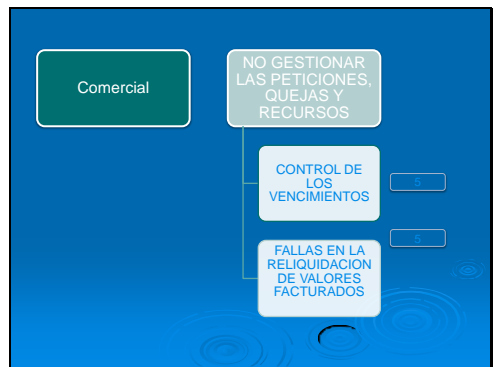 Comercial
NO GESTIONAR
LAS PETICIONES,
QUEJAS Y
RECURSOS
CONTROL DE
LOS
VENCIMIENTOS
5
5
FALLAS EN LA
RELIQUIDACION
DE VALORES
FACTURADOS